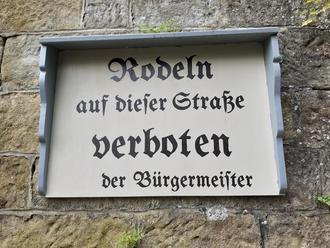 Rodeln
auf dieſer Straße
verboten
der Bürgermeiſter